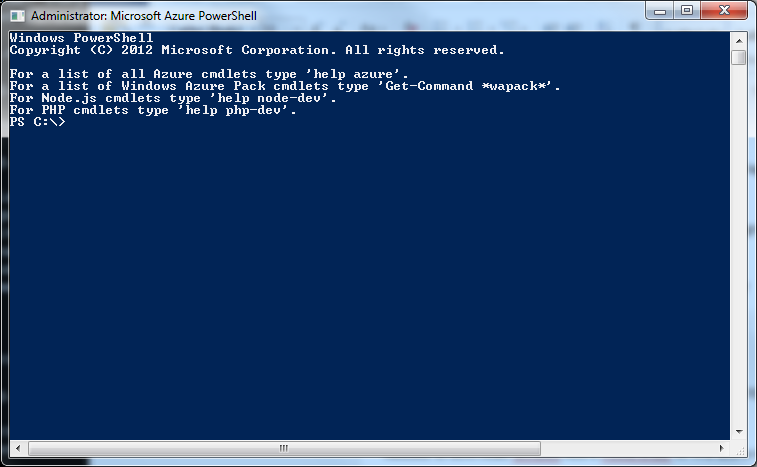 Administrator: Microsoft Azure PowerShell
Windows PowerShell
Copyright (C) 2012 Microsoft Corporation. All rights reserved.
For a list of all Azure cmdlets type 'help azure'.
For a list of Windows Azure Pack cmdlets type 'Get-Command *wapack*'.
For Node.js cmdlets type 'help node-dev'.
For PHP cmdlets type 'help php-dev'.
PS C:\>